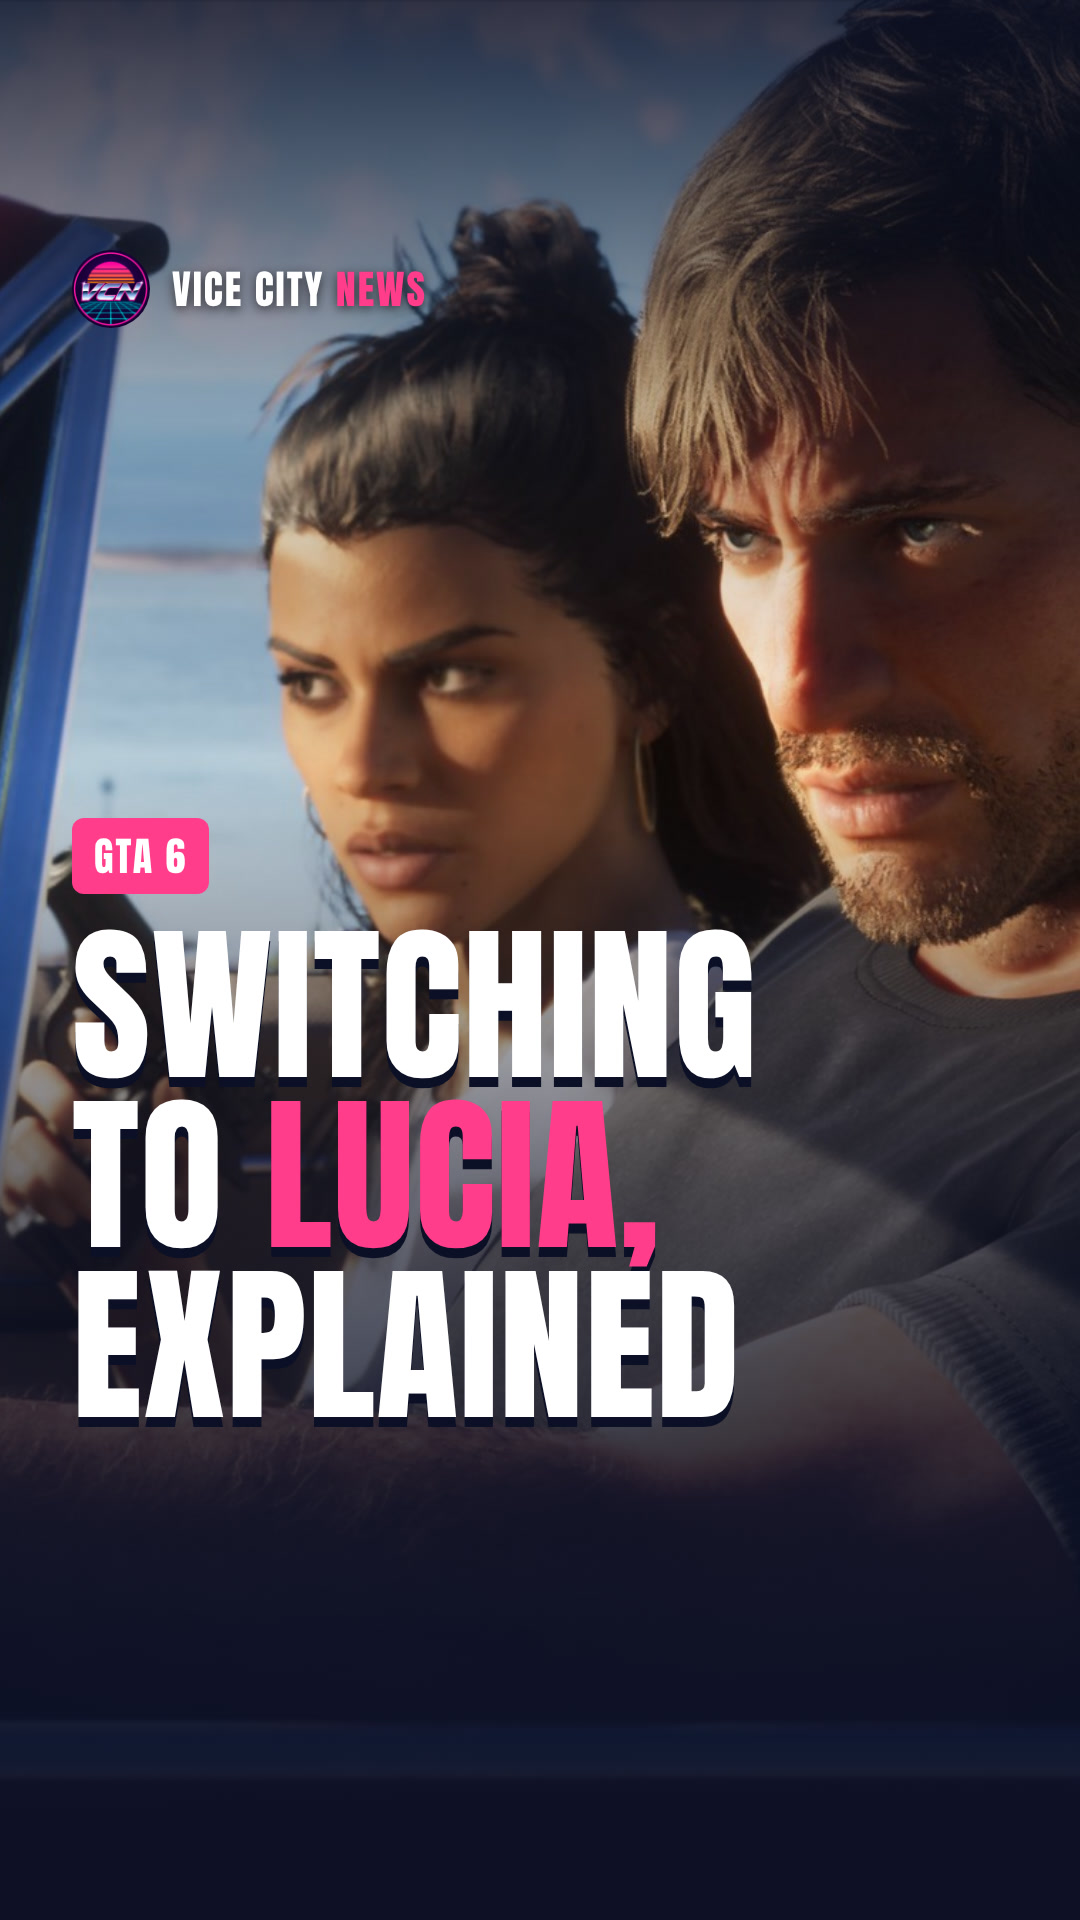 VCN
VICE CITY NEWS
GTA 6
SWITCHING
TO LUCIA,
EXPLAINED